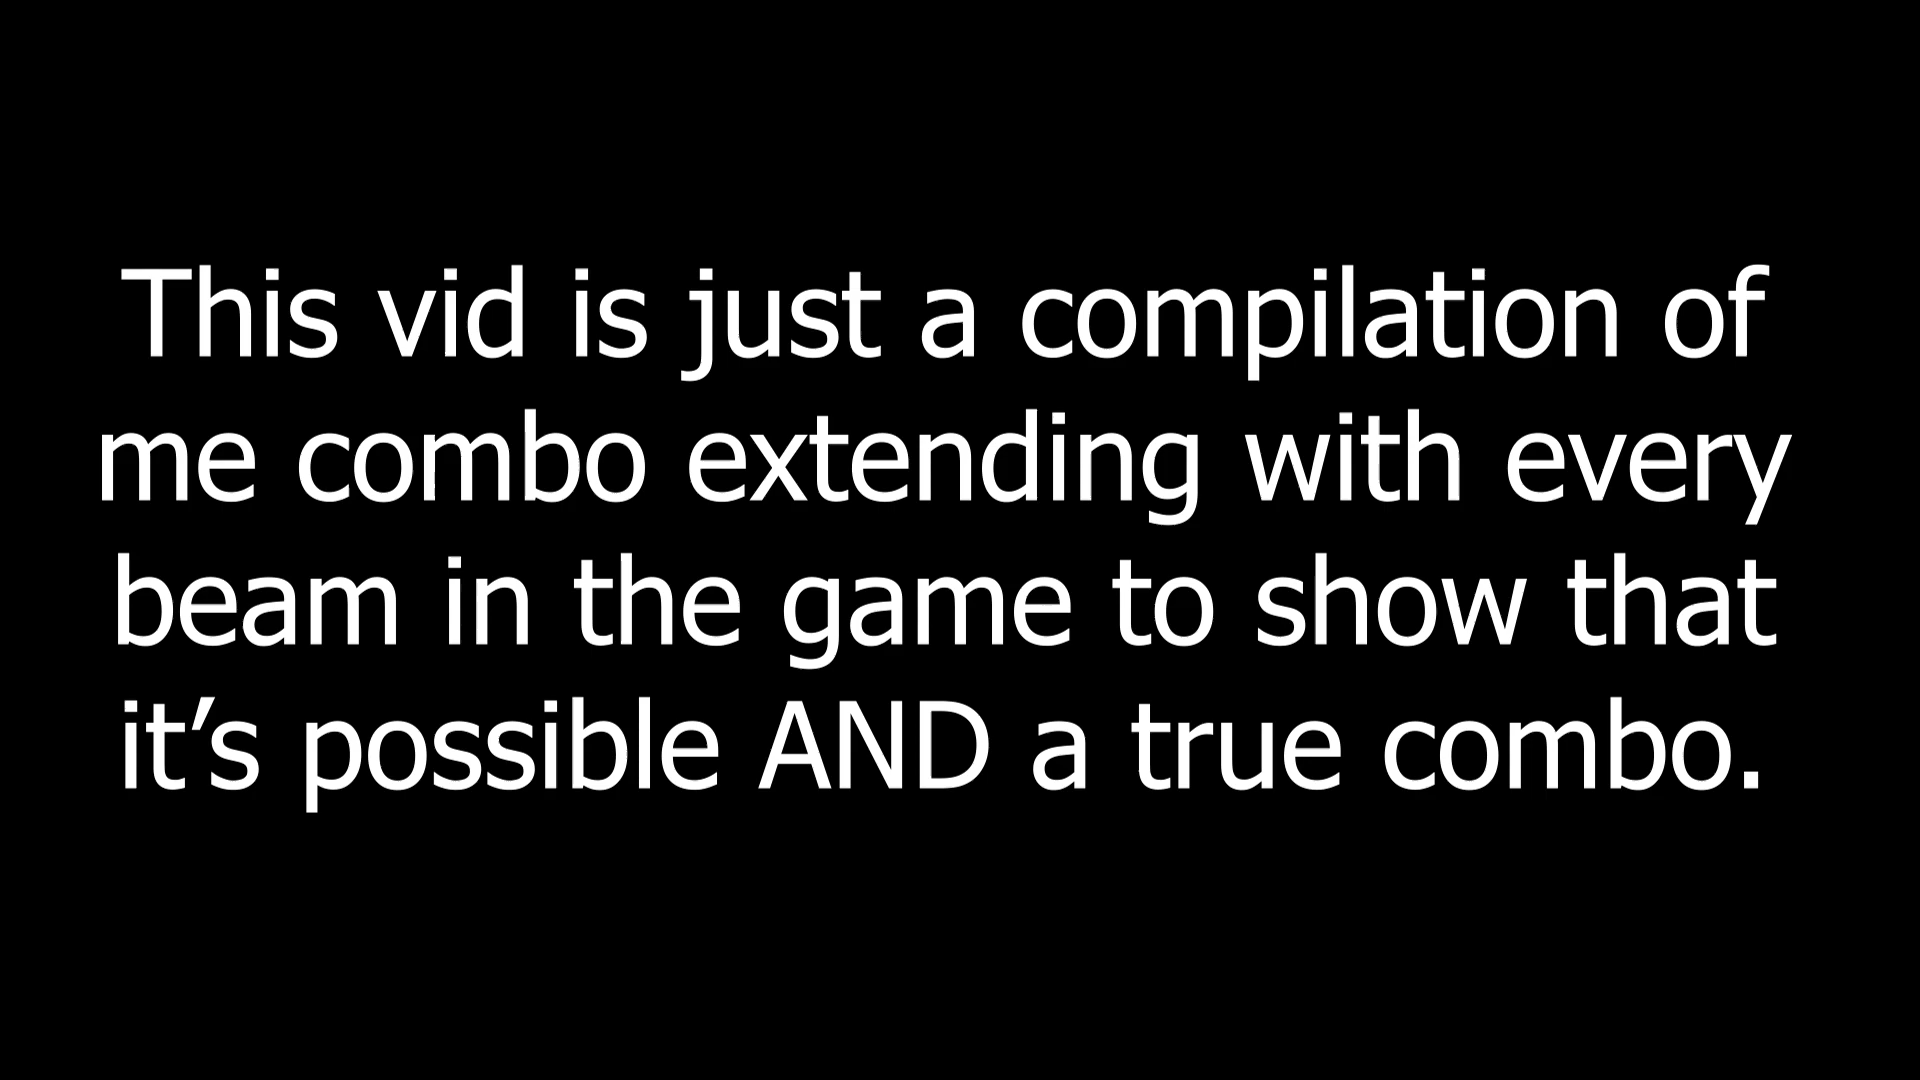 This vid is just a compilation of
me combo extending with every
beam in the game to show that
it’s possible AND a true combo.